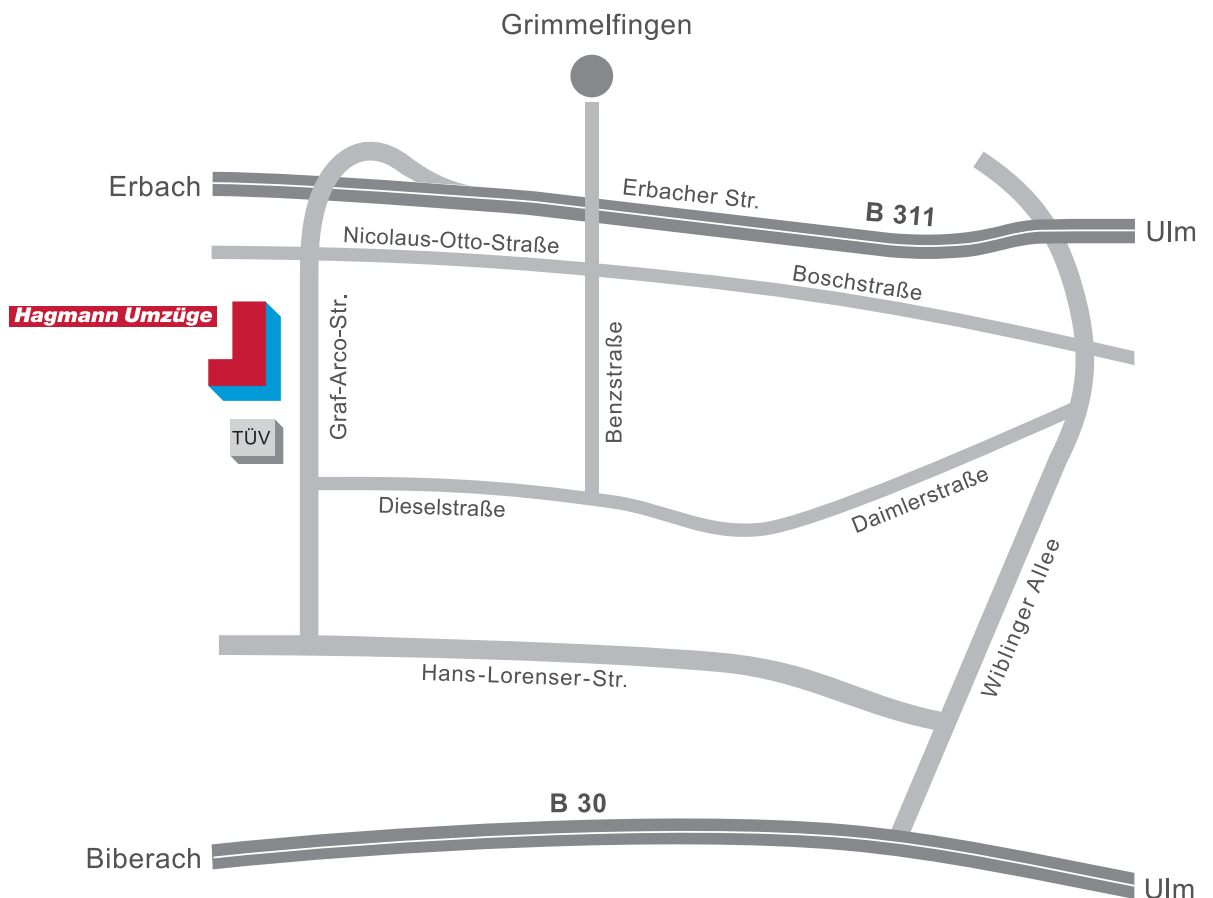 Grimmelfingen
Erbach
Erbacher Str.
B 311
Ulm
Nicolaus-Otto-Straße
Boschstraße
Hagmann Umzüge
Graf-Arco-Str.
Benzstraße
TÜV
Dieselstraße
Daimlerstraße
Wiblinger Allee
Hans-Lorenser-Str.
B 30
Biberach
Ulm